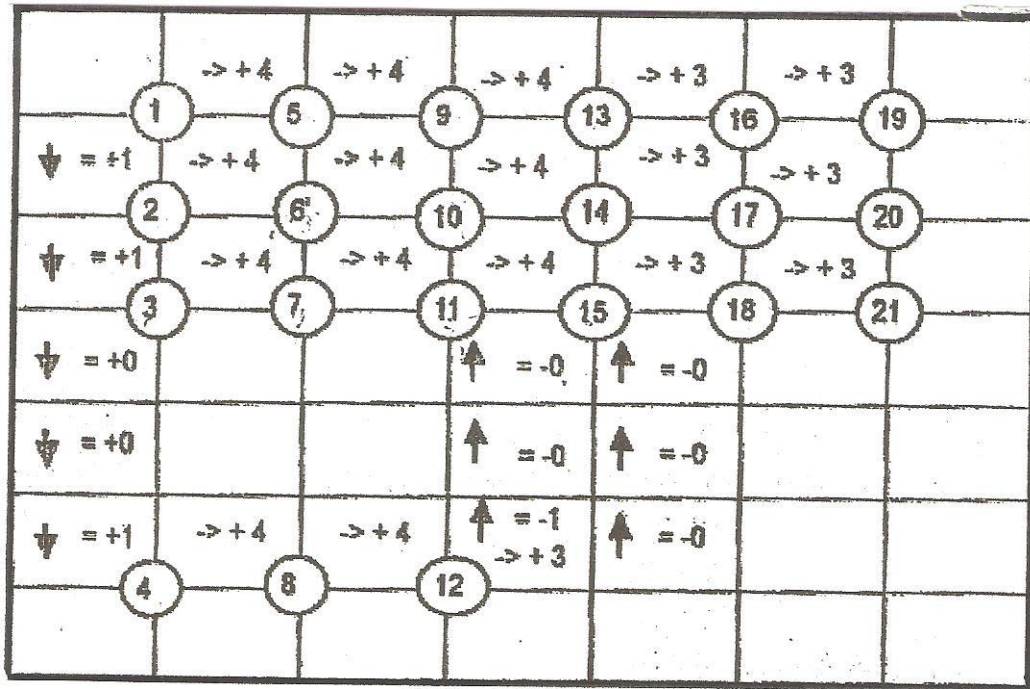 -> + 4 -> + 4 -> + 4 -> + 3 -> + 3
1 5 9 13 16 19
↓ = +1 -> + 4 -> + 4 -> + 4 -> + 3 -> + 3
2 6 10 14 17 20
↓ = +1 -> + 4 -> + 4 -> + 4 -> + 3 -> + 3
3 7 11 15 18 21
↓ = +0 ↑ = -0 ↑ = -0
↓ = +0 ↑ = -0 ↑ = -0
↓ = +1 -> + 4 -> + 4 ↑ = -1 ↑ = -0
-> + 3
4 8 12